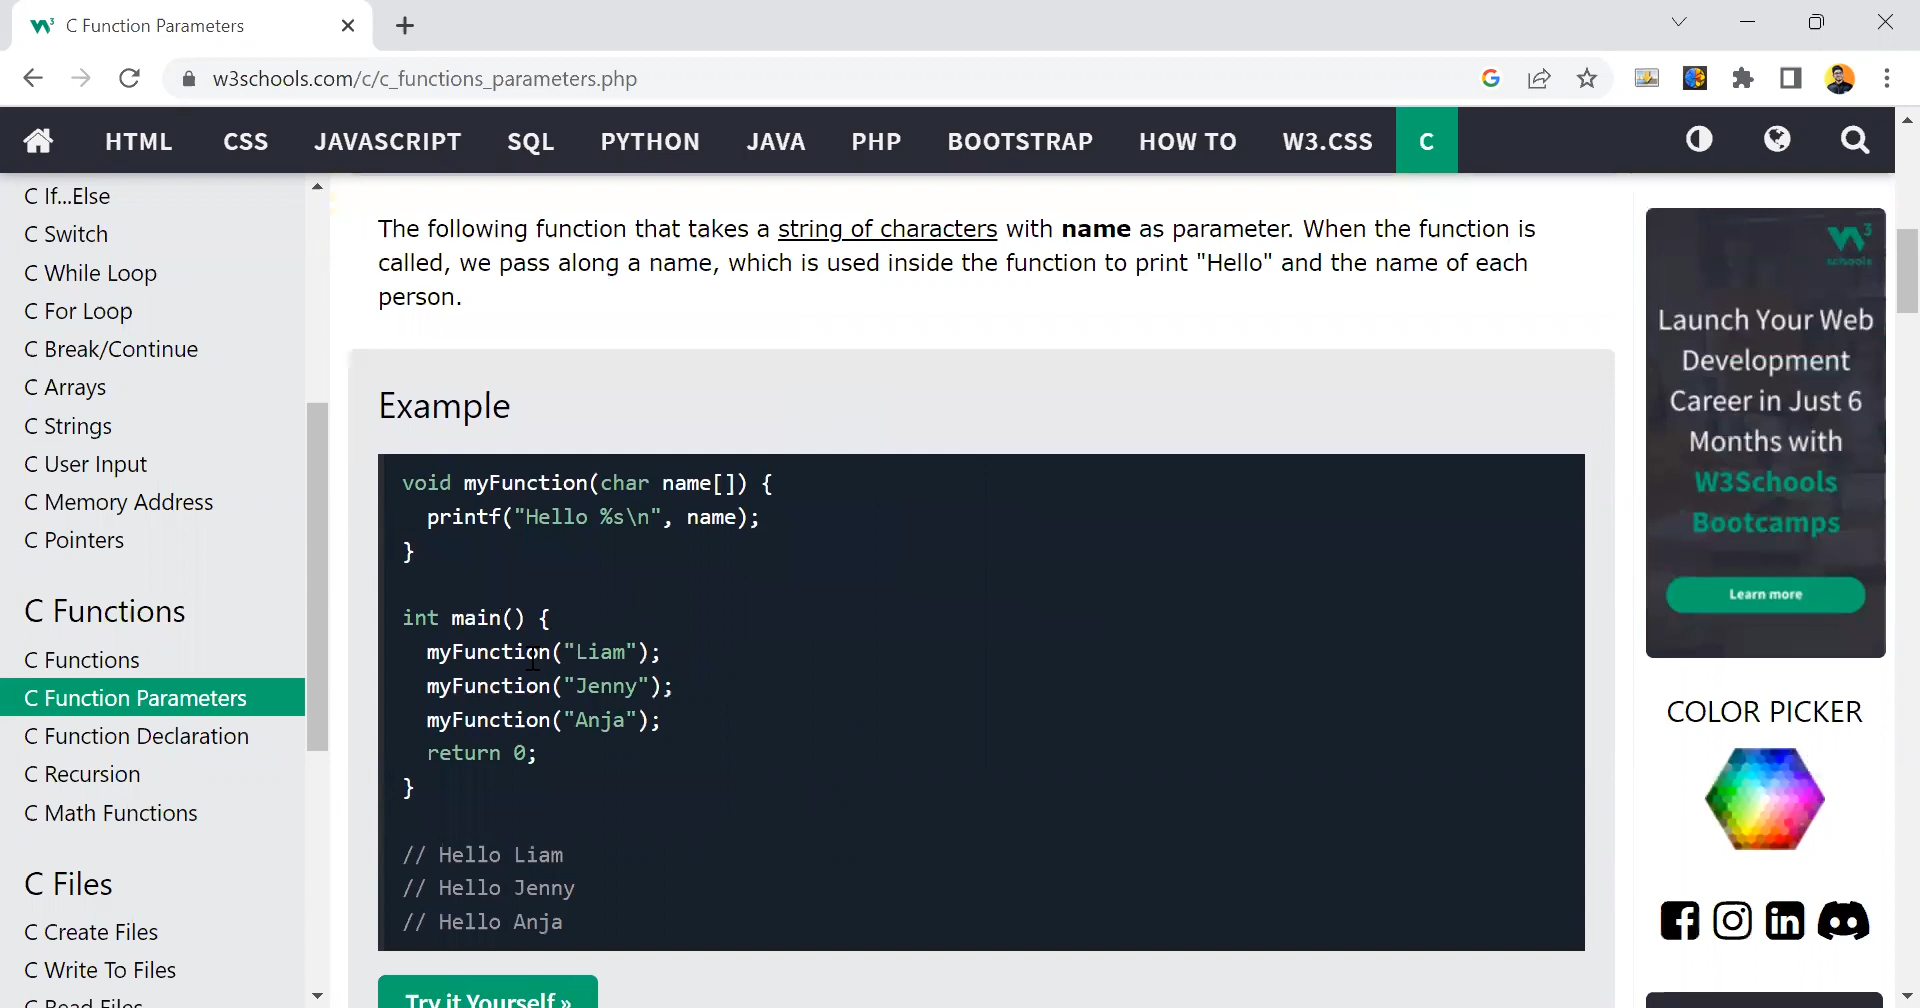 C Function Parameters
w3schools.com/c/c_functions_parameters.php
HTML CSS JAVASCRIPT SQL PYTHON JAVA PHP BOOTSTRAP HOW TO W3.CSS C
C If...Else
C Switch
C While Loop
C For Loop
C Break/Continue
C Arrays
C Strings
C User Input
C Memory Address
C Pointers
C Functions
C Functions
C Function Parameters
C Function Declaration
C Recursion
C Math Functions
C Files
C Create Files
C Write To Files
C Read Files
The following function that takes a string of characters with name as parameter. When the function is
called, we pass along a name, which is used inside the function to print "Hello" and the name of each
person.
Example
void myFunction(char name[]) {
  printf("Hello %s\n", name);
}
int main() {
  myFunction("Liam");
  myFunction("Jenny");
  myFunction("Anja");
  return 0;
}
// Hello Liam
// Hello Jenny
// Hello Anja
Try it Yourself »
schools
Launch Your Web
Development
Career in Just 6
Months with
W3Schools
Bootcamps
Learn more
COLOR PICKER